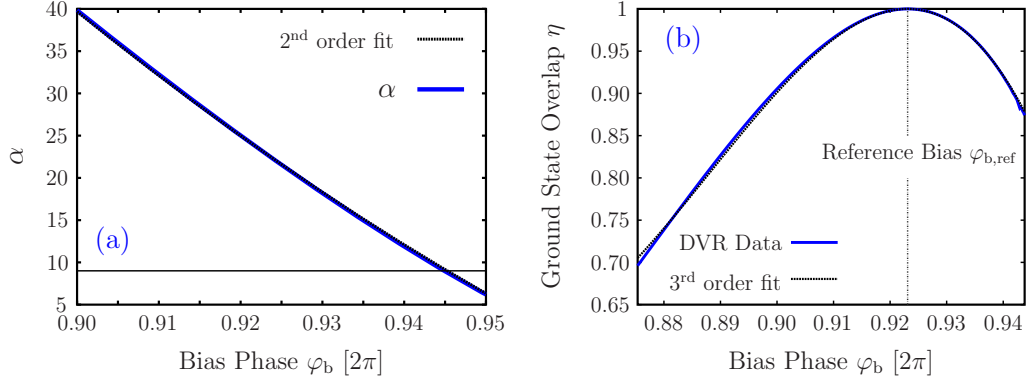 40
35
30
25
20
15
10
5
α
2nd order fit
α
(a)
0.90 0.91 0.92 0.93 0.94 0.95
Bias Phase φb [2π]
1
0.95
0.90
0.85
0.80
0.75
0.70
0.65
Ground State Overlap η
(b)
Reference Bias φb,ref
DVR Data
3rd order fit
0.88 0.89 0.90 0.91 0.92 0.93 0.94
Bias Phase φb [2π]